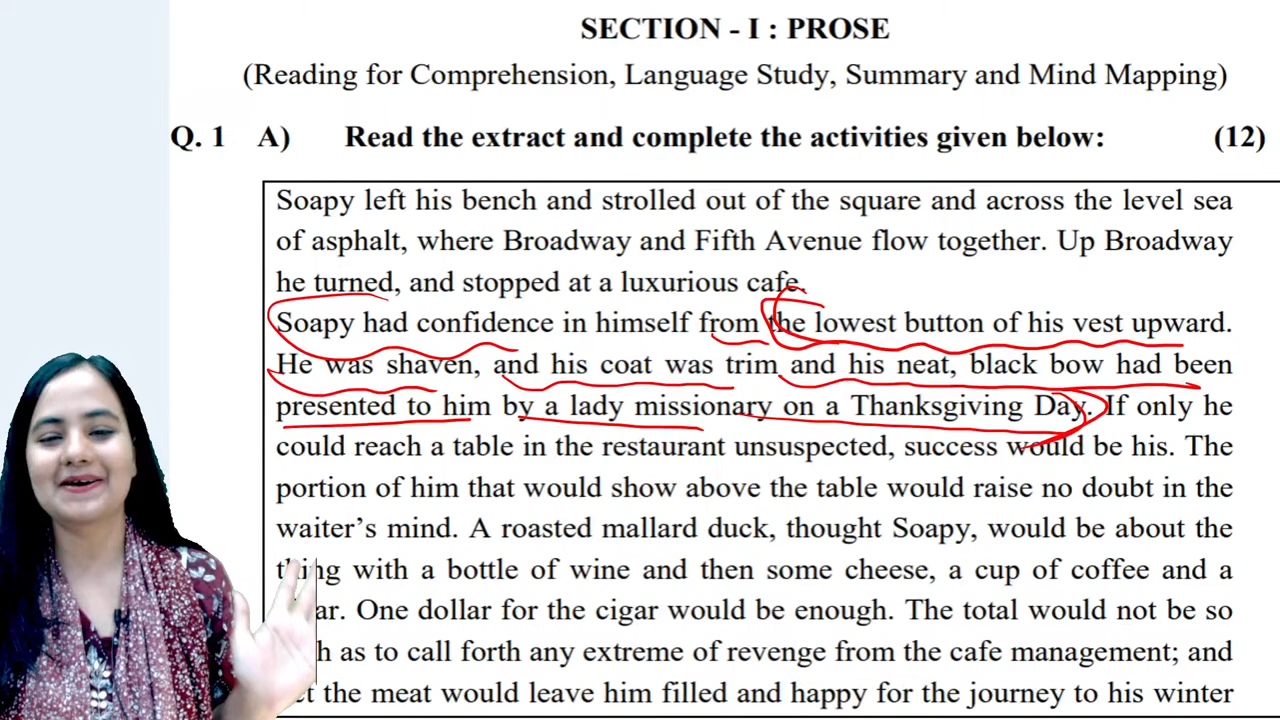 SECTION - I : PROSE
(Reading for Comprehension, Language Study, Summary and Mind Mapping)
Q. 1 A) Read the extract and complete the activities given below: (12)
Soapy left his bench and strolled out of the square and across the level sea
of asphalt, where Broadway and Fifth Avenue flow together. Up Broadway
he turned, and stopped at a luxurious cafe.
Soapy had confidence in himself from the lowest button of his vest upward.
He was shaven, and his coat was trim and his neat, black bow had been
presented to him by a lady missionary on a Thanksgiving Day. If only he
could reach a table in the restaurant unsuspected, success would be his. The
portion of him that would show above the table would raise no doubt in the
waiter's mind. A roasted mallard duck, thought Soapy, would be about the
thing with a bottle of wine and then some cheese, a cup of coffee and a
One dollar for the cigar would be enough. The total would not be so
as to call forth any extreme of revenge from the cafe management; and
the meat would leave him filled and happy for the journey to his winter